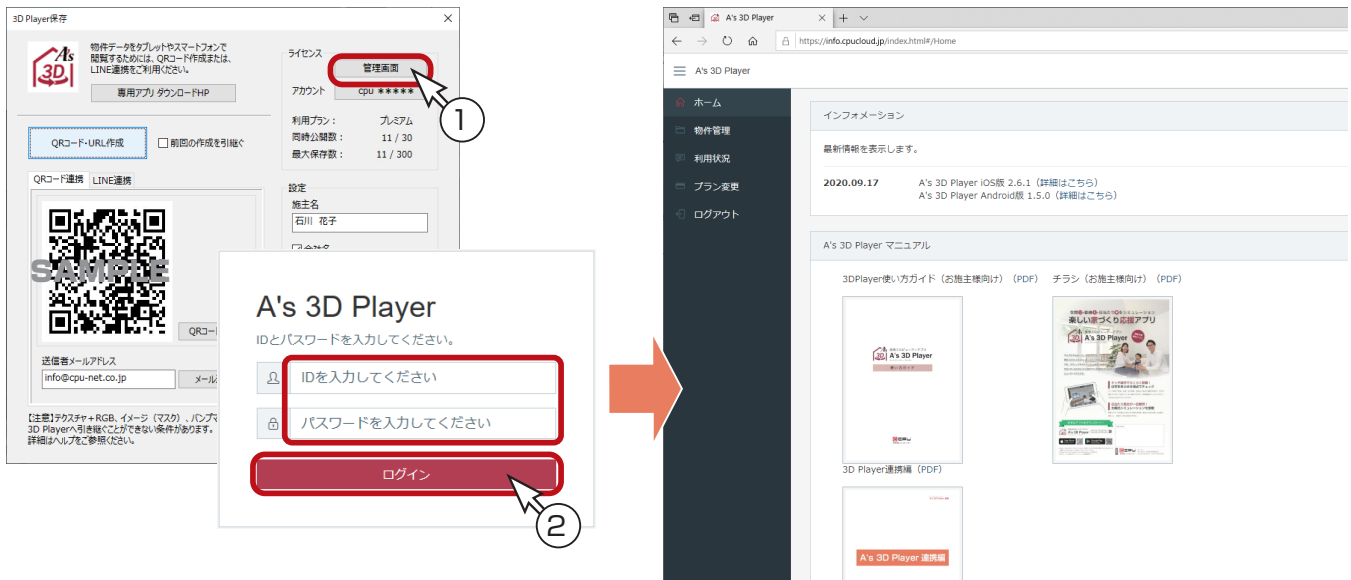 3D Player保存
A's
3D
物件データをタブレットやスマートフォンで
閲覧するためには、QRコード作成または、
LINE連携をご利用ください。
専用アプリ ダウンロードHP
QRコード・URL作成
前回の作成を引継ぐ
QRコード連携
LINE連携
SAMPLE
QRコード
送信者メールアドレス
info@cpu-net.co.jp
メール
【注意】テクスチャ+RGB、イメージ（マスク）、バンプマ
3D Playerへ引き継ぐことができない条件があります。
詳細はヘルプをご参照ください。
ライセンス
管理画面
アカウント
cpu *****
利用プラン： プレミアム
同時公開数： 11 / 30
最大保存数： 11 / 300
設定
施主名
石川 花子
会社名
1
A's 3D Player
IDとパスワードを入力してください。
IDを入力してください
パスワードを入力してください
ログイン
2
A's 3D Player
https://info.cpucloud.jp/index.html#/Home
A's 3D Player
ホーム
物件管理
利用状況
プラン変更
ログアウト
インフォメーション
最新情報を表示します。
2020.09.17
A's 3D Player iOS版 2.6.1（詳細はこちら）
A's 3D Player Android版 1.5.0（詳細はこちら）
A's 3D Player マニュアル
3DPlayer使い方ガイド（お施主様向け）（PDF）
チラシ（お施主様向け）（PDF）
A's 3D Player
使い方ガイド
楽しい家づくり応援アプリ
A's 3D Player
3D Player連携編（PDF）
A's 3D Player 連携編